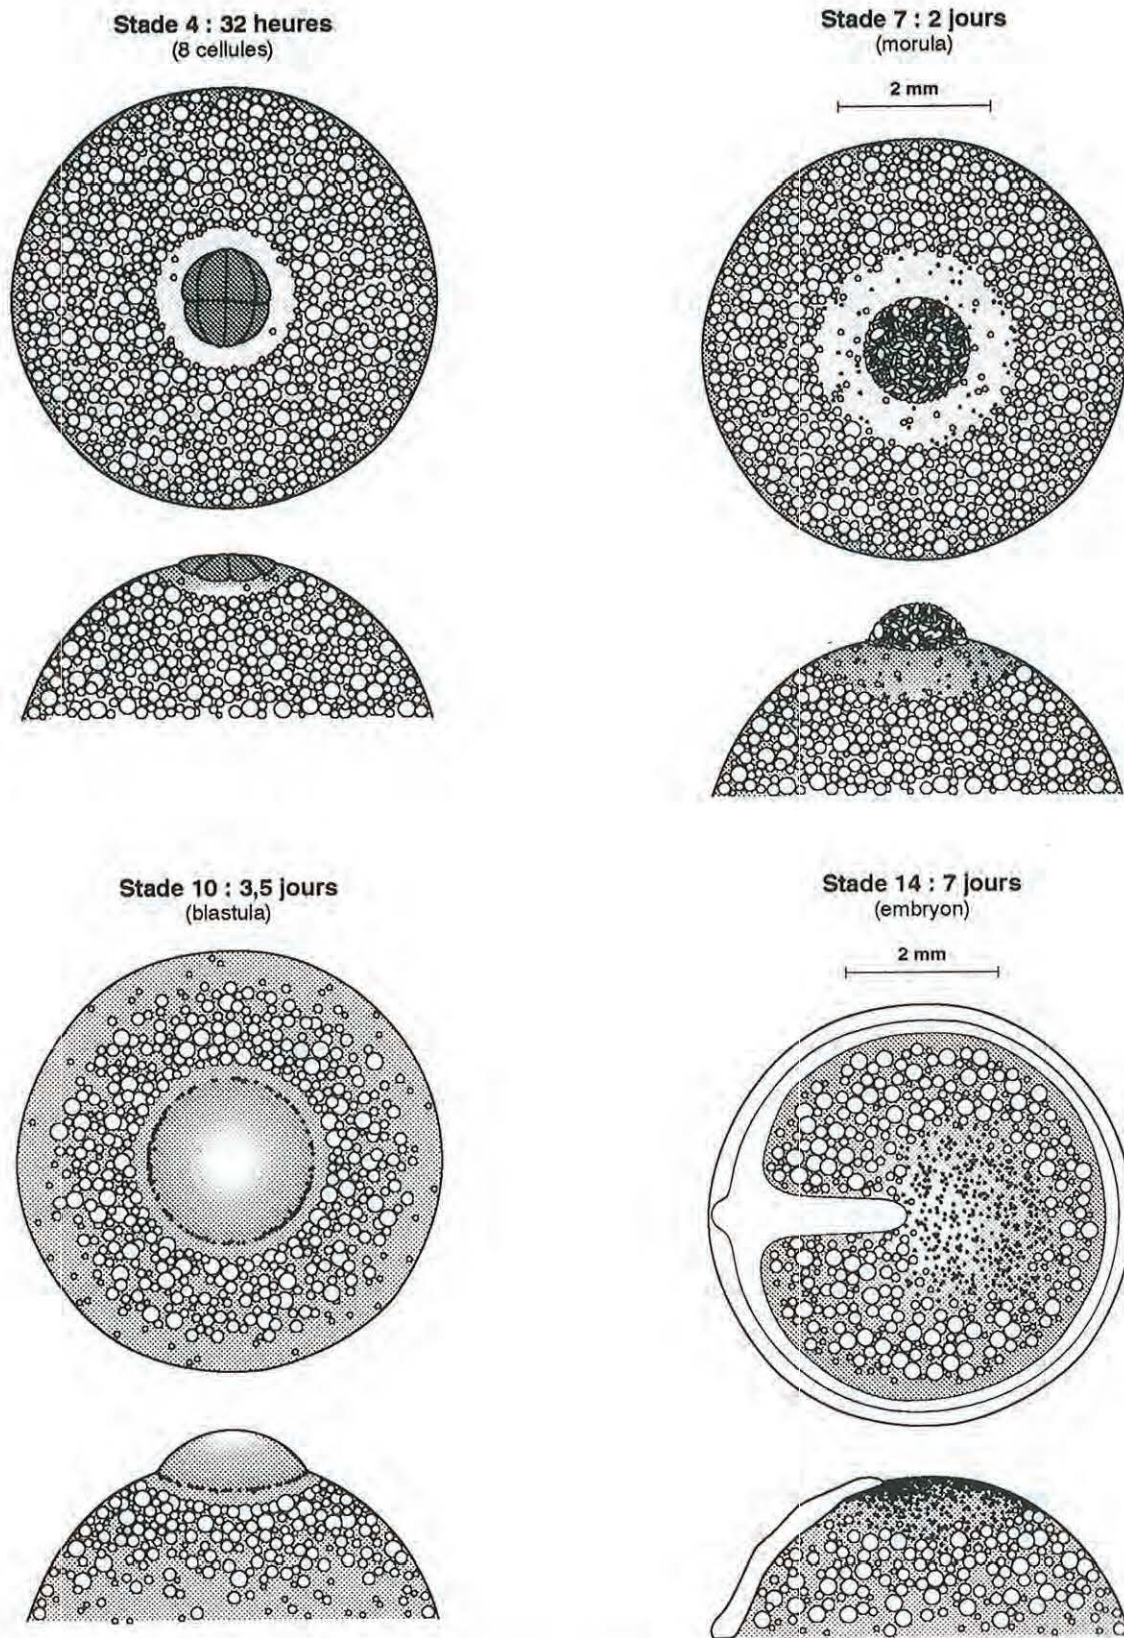 Stade 4 : 32 heures
(8 cellules)
Stade 7 : 2 jours
(morula)
2 mm
Stade 10 : 3,5 jours
(blastula)
Stade 14 : 7 jours
(embryon)
2 mm